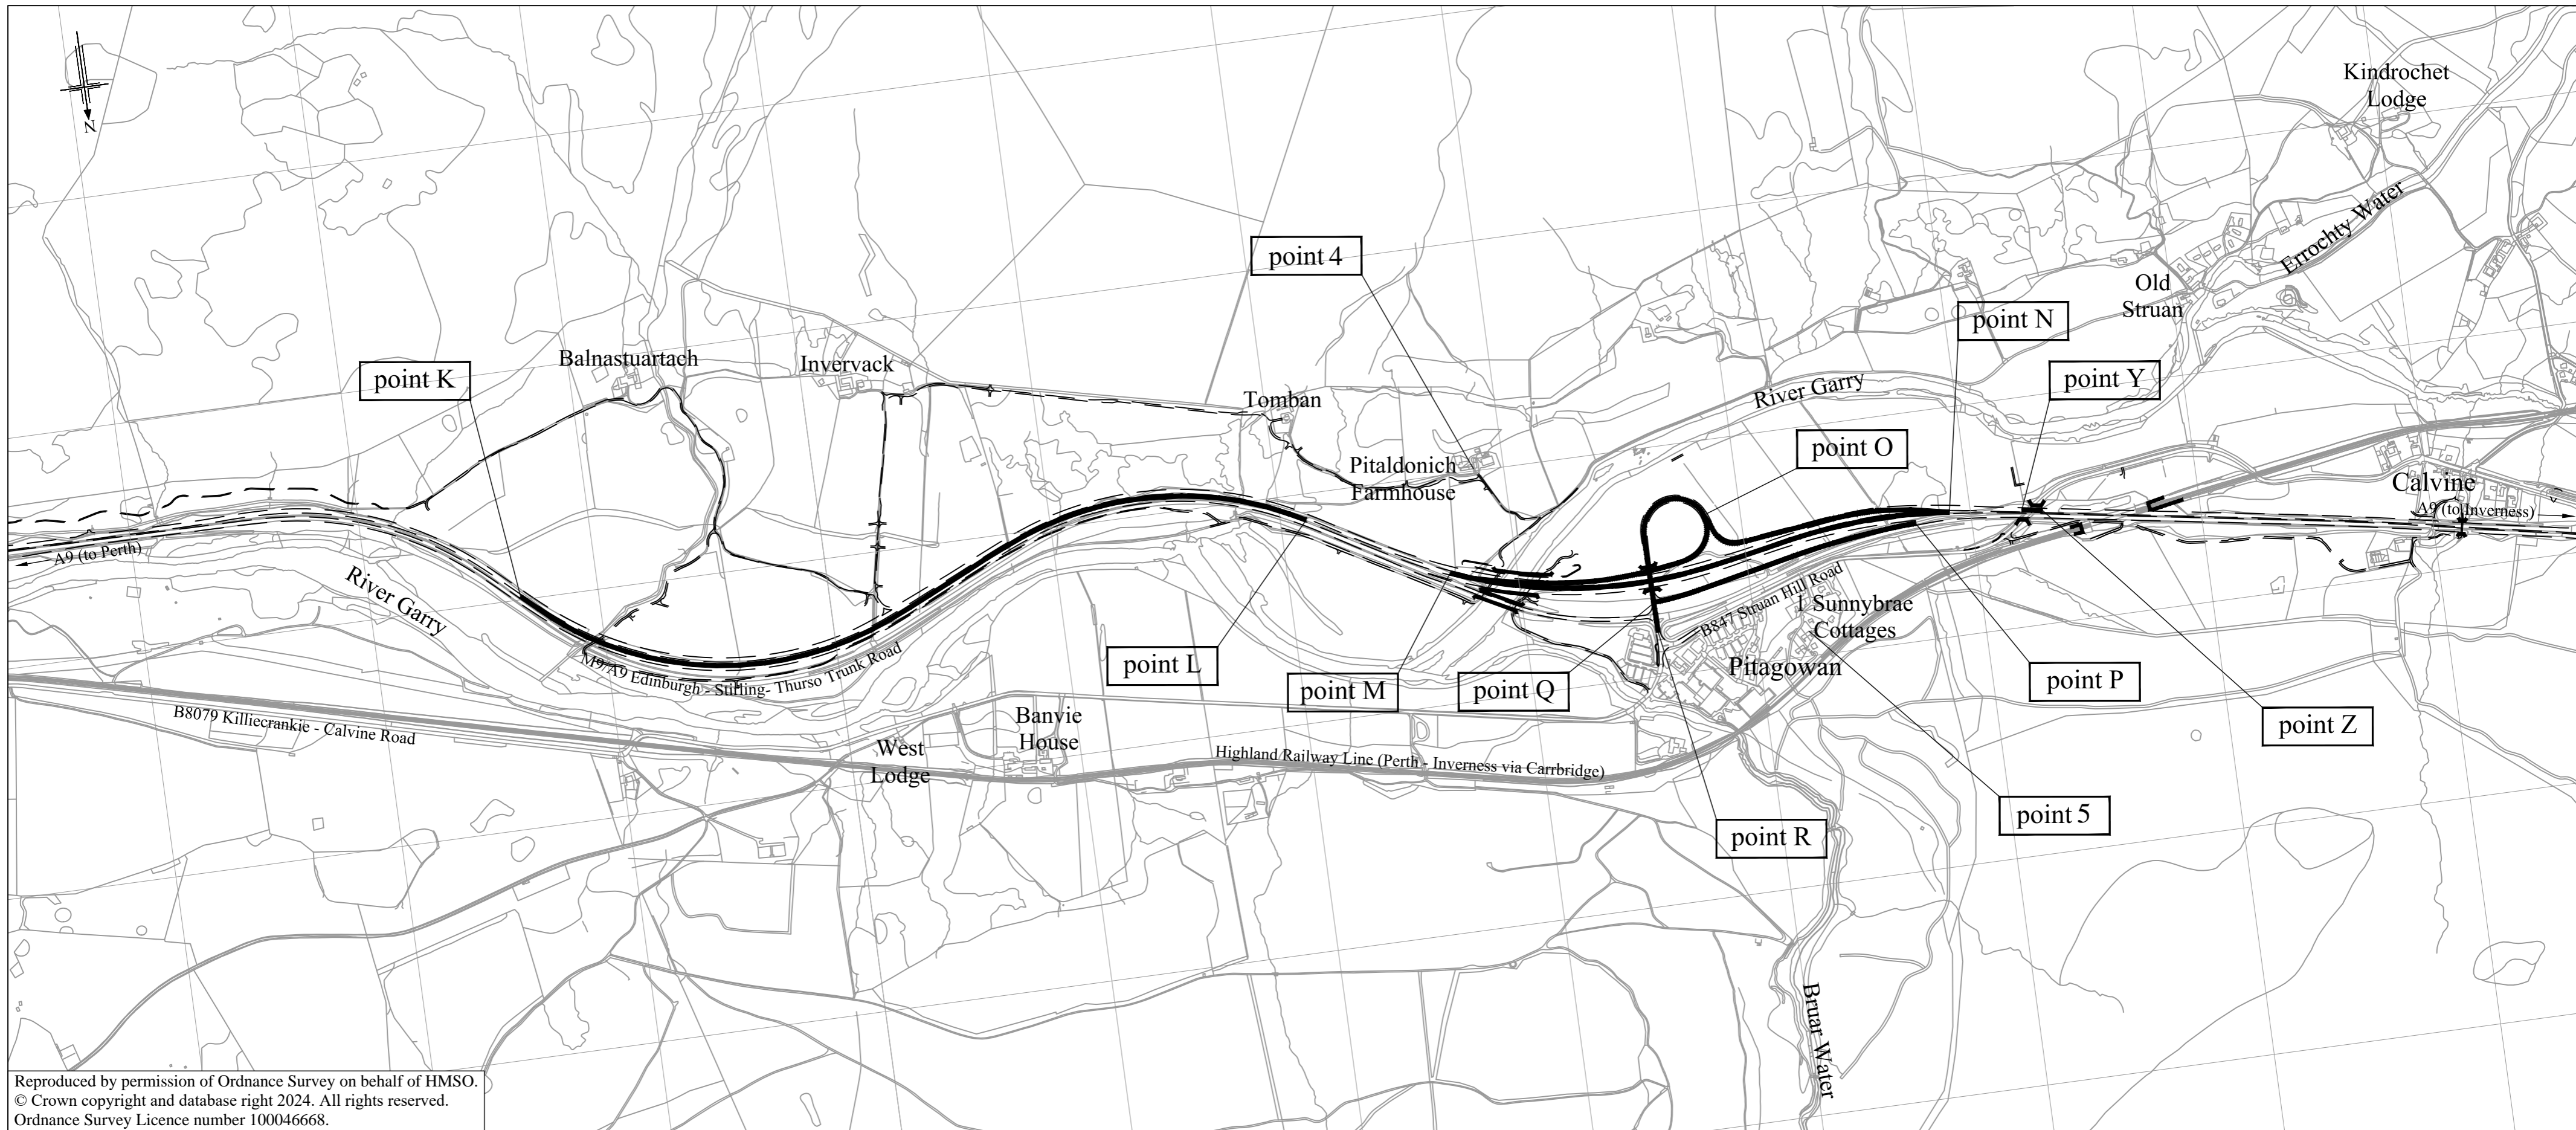 N
Kindrochet
Lodge
Errochty Water
point 4
Old
Struan
point N
Balnastuartach
Invervack
point K
point Y
River Garry
Tomban
point O
Pitaldonich
Farmhouse
Calvine
A9 (to Inverness)
A9 (to Perth)
River Garry
B847 Struan Hill Road
1 Sunnybrae
Cottages
M9/A9 Edinburgh - Stirling- Thurso Trunk Road
point L
Pitagowan
point P
point M
point Q
B8079 Killiecrankie - Calvine Road
Banvie
House
point Z
West
Lodge
Highland Railway Line (Perth - Inverness via Carrbridge)
point 5
point R
Bruar Water
Reproduced by permission of Ordnance Survey on behalf of HMSO.
© Crown copyright and database right 2024. All rights reserved.
Ordnance Survey Licence number 100046668.